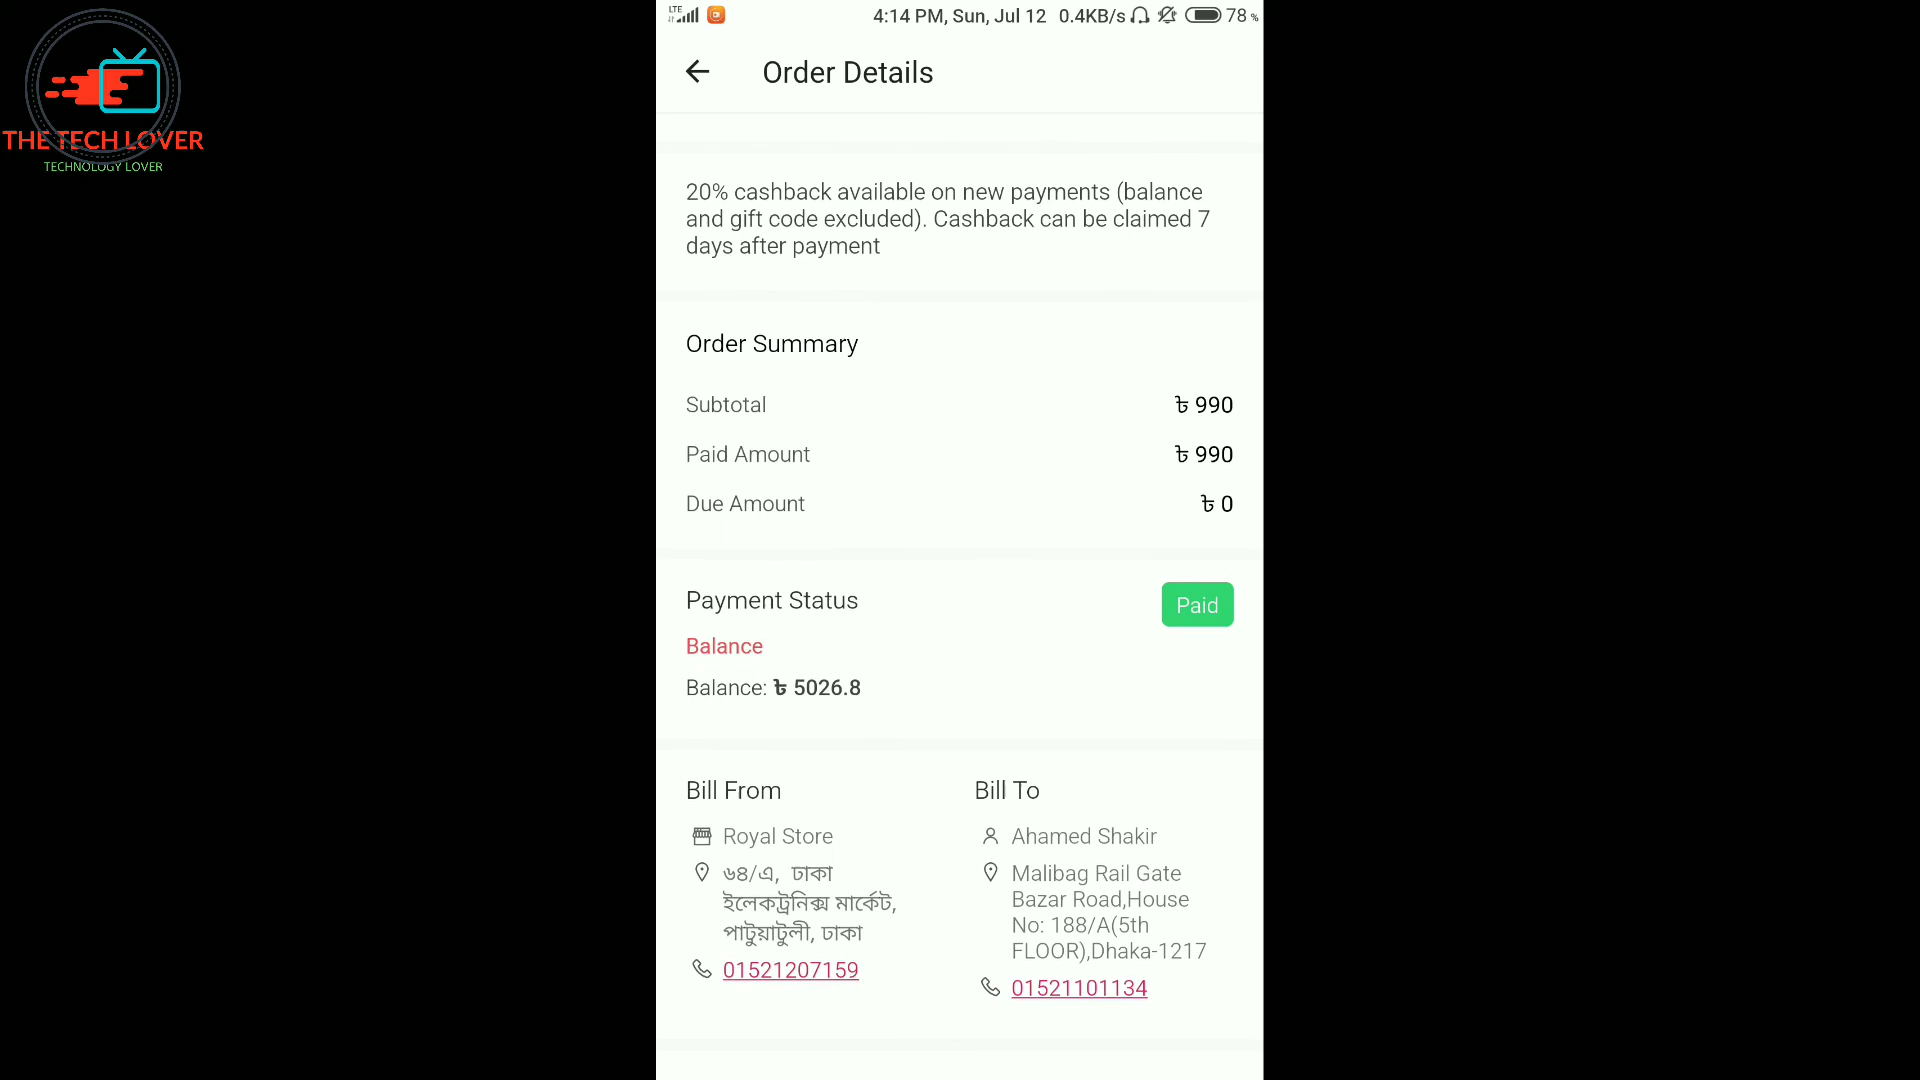 LTE
4:14 PM, Sun, Jul 12 0.4KB/s 78 %
THE TECH LOVER
TECHNOLOGY LOVER
Order Details
20% cashback available on new payments (balance
and gift code excluded). Cashback can be claimed 7
days after payment
Order Summary
Subtotal ৳ 990
Paid Amount ৳ 990
Due Amount ৳ 0
Payment Status Paid
Balance
Balance: ৳ 5026.8
Bill From
Royal Store
৬৪/এ, ঢাকা
ইলেকট্রনিক্স মার্কেট,
পাটুয়াটুলী, ঢাকা
01521207159
Bill To
Ahamed Shakir
Malibag Rail Gate
Bazar Road,House
No: 188/A(5th
FLOOR),Dhaka-1217
01521101134